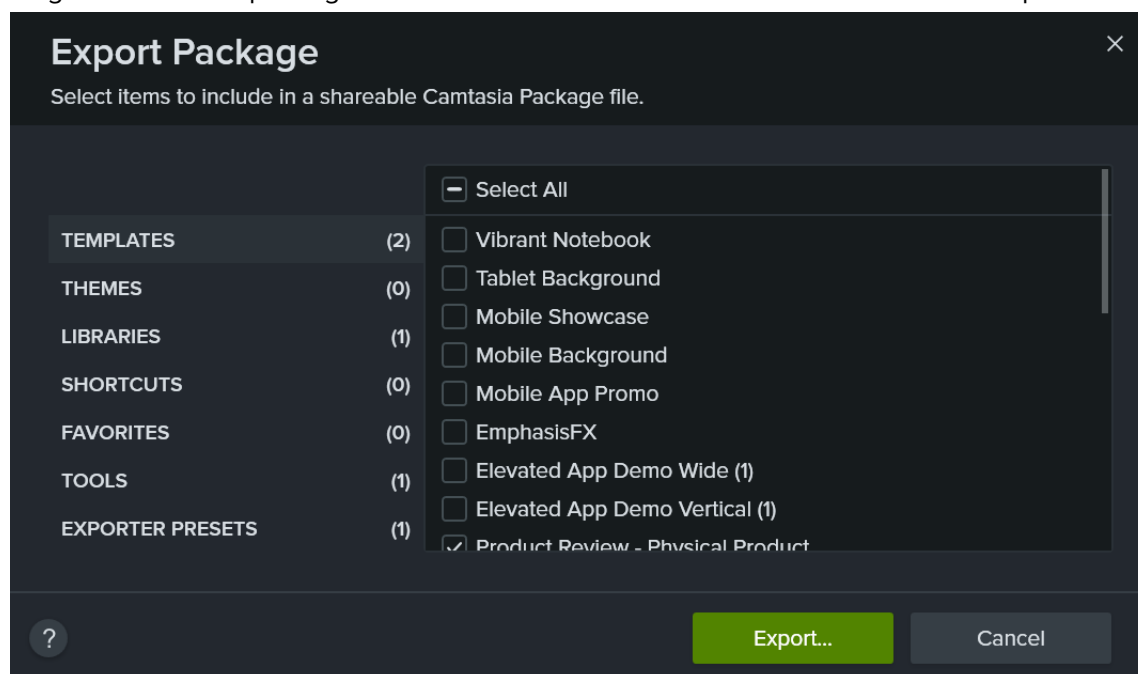 Export Package
Select items to include in a shareable Camtasia Package file.
Select All
TEMPLATES (2)
THEMES (0)
LIBRARIES (1)
SHORTCUTS (0)
FAVORITES (0)
TOOLS (1)
EXPORTER PRESETS (1)
Vibrant Notebook
Tablet Background
Mobile Showcase
Mobile Background
Mobile App Promo
EmphasisFX
Elevated App Demo Wide (1)
Elevated App Demo Vertical (1)
Product Review - Physical Product
?
Export...
Cancel